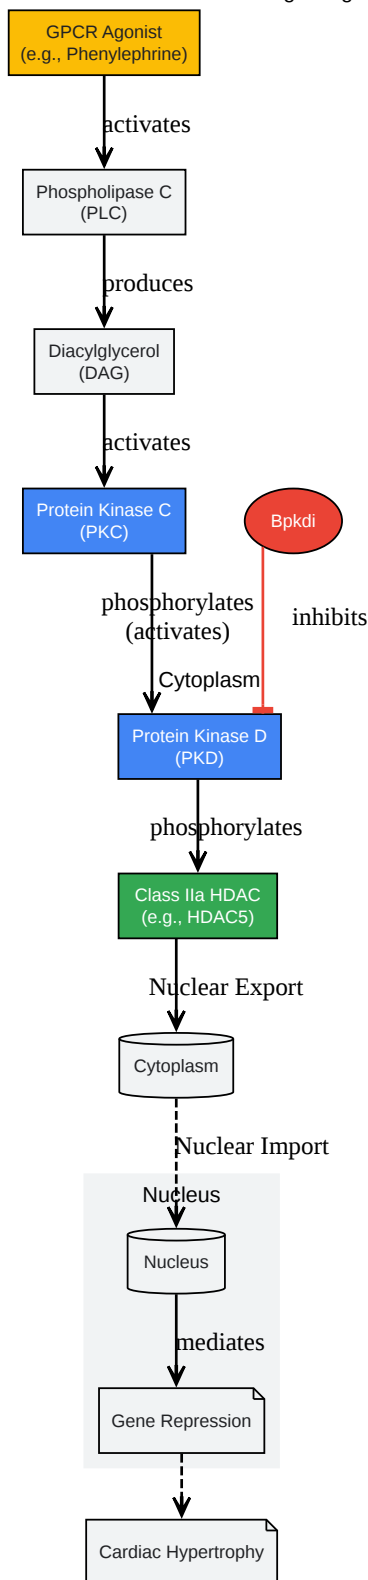 GPCR Agonist
(e.g., Phenylephrine)
activates
Phospholipase C
(PLC)
produces
Diacylglycerol
(DAG)
activates
Protein Kinase C
(PKC)
Bpkdi
phosphorylates
(activates)
inhibits
Cytoplasm
Protein Kinase D
(PKD)
phosphorylates
Class IIa HDAC
(e.g., HDAC5)
Nuclear Export
Cytoplasm
Nuclear Import
Nucleus
Nucleus
mediates
Gene Repression
Cardiac Hypertrophy